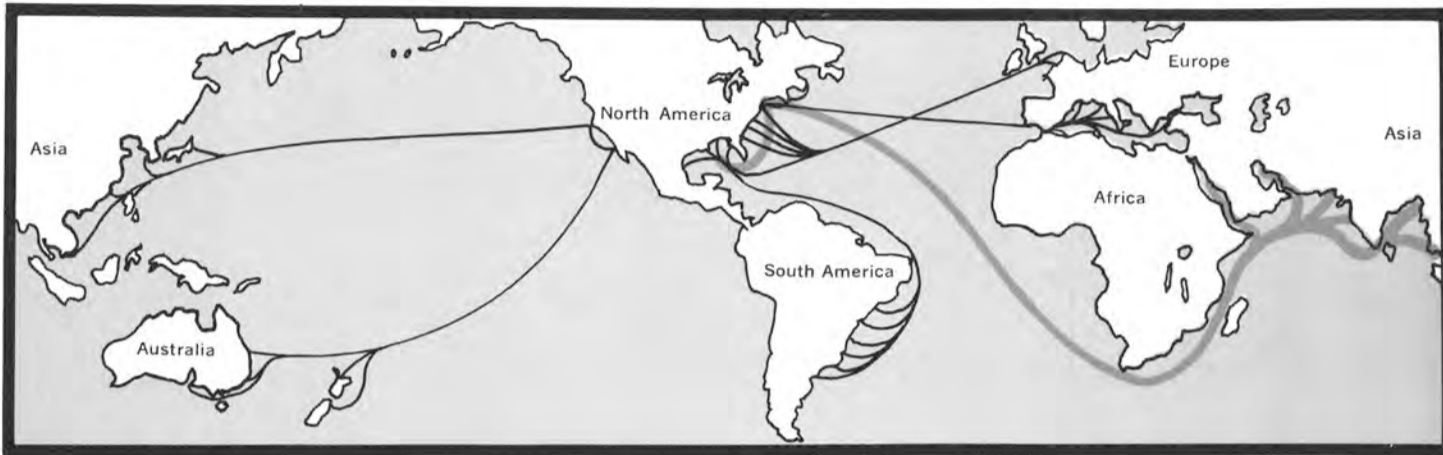 Asia
North America
Europe
Asia
Africa
South America
Australia